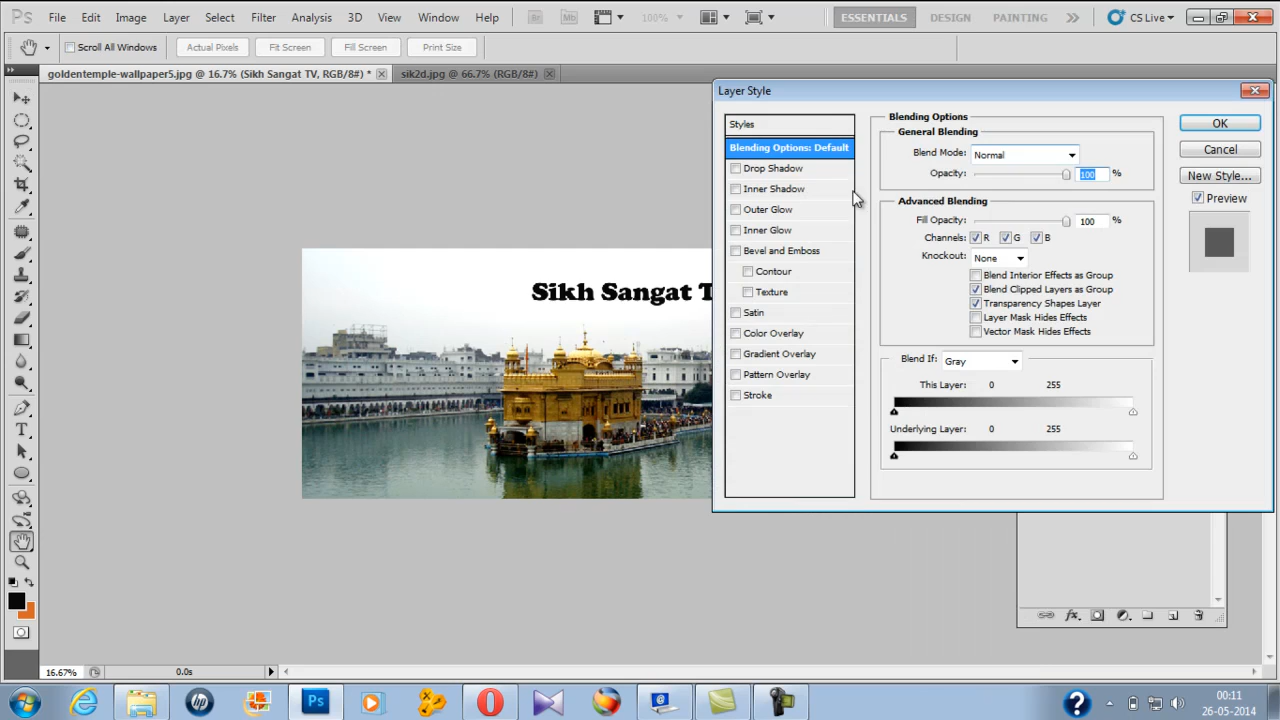 Ps File Edit Image Layer Select Filter Analysis 3D View Window Help Br Mb 100% ESSENTIALS DESIGN PAINTING CS Live
Scroll All Windows Actual Pixels Fit Screen Fill Screen Print Size
goldentemple-wallpaper5.jpg @ 16.7% (Sikh Sangat TV, RGB/8#) * sik2d.jpg @ 66.7% (RGB/8#)
Layer Style
Styles
Blending Options: Default
Drop Shadow
Inner Shadow
Outer Glow
Inner Glow
Bevel and Emboss
Contour
Texture
Satin
Color Overlay
Gradient Overlay
Pattern Overlay
Stroke
Blending Options
General Blending
Blend Mode: Normal
Opacity: 100 %
Advanced Blending
Fill Opacity: 100 %
Channels: R G B
Knockout: None
Blend Interior Effects as Group
Blend Clipped Layers as Group
Transparency Shapes Layer
Layer Mask Hides Effects
Vector Mask Hides Effects
Blend If: Gray
This Layer: 0 255
Underlying Layer: 0 255
OK
Cancel
New Style...
Preview
Sikh Sangat T
T
fx
16.67% 0.0s
hp Ps ? 00:11
26-05-2014